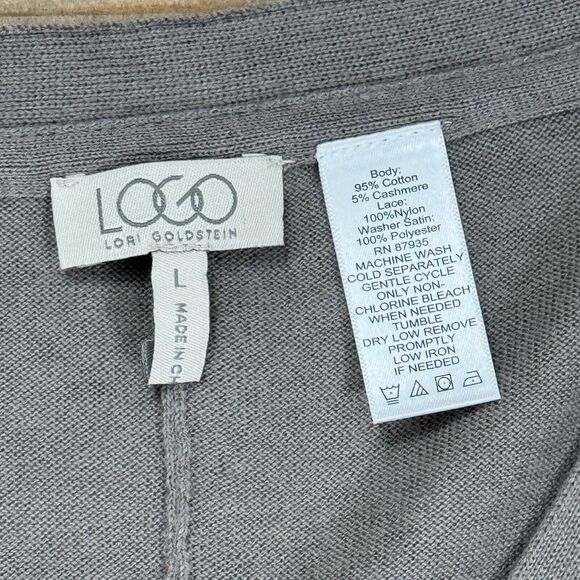 LOGO
LORI GOLDSTEIN
L
MADE IN CH
Body:
95% Cotton
5% Cashmere
Lace:
100%Nylon
Washer Satin:
100% Polyester
RN 87935
MACHINE WASH
COLD SEPARATELY
GENTLE CYCLE
ONLY NON-
CHLORINE BLEACH
WHEN NEEDED
TUMBLE
DRY LOW REMOVE
PROMPTLY
LOW IRON
IF NEEDED